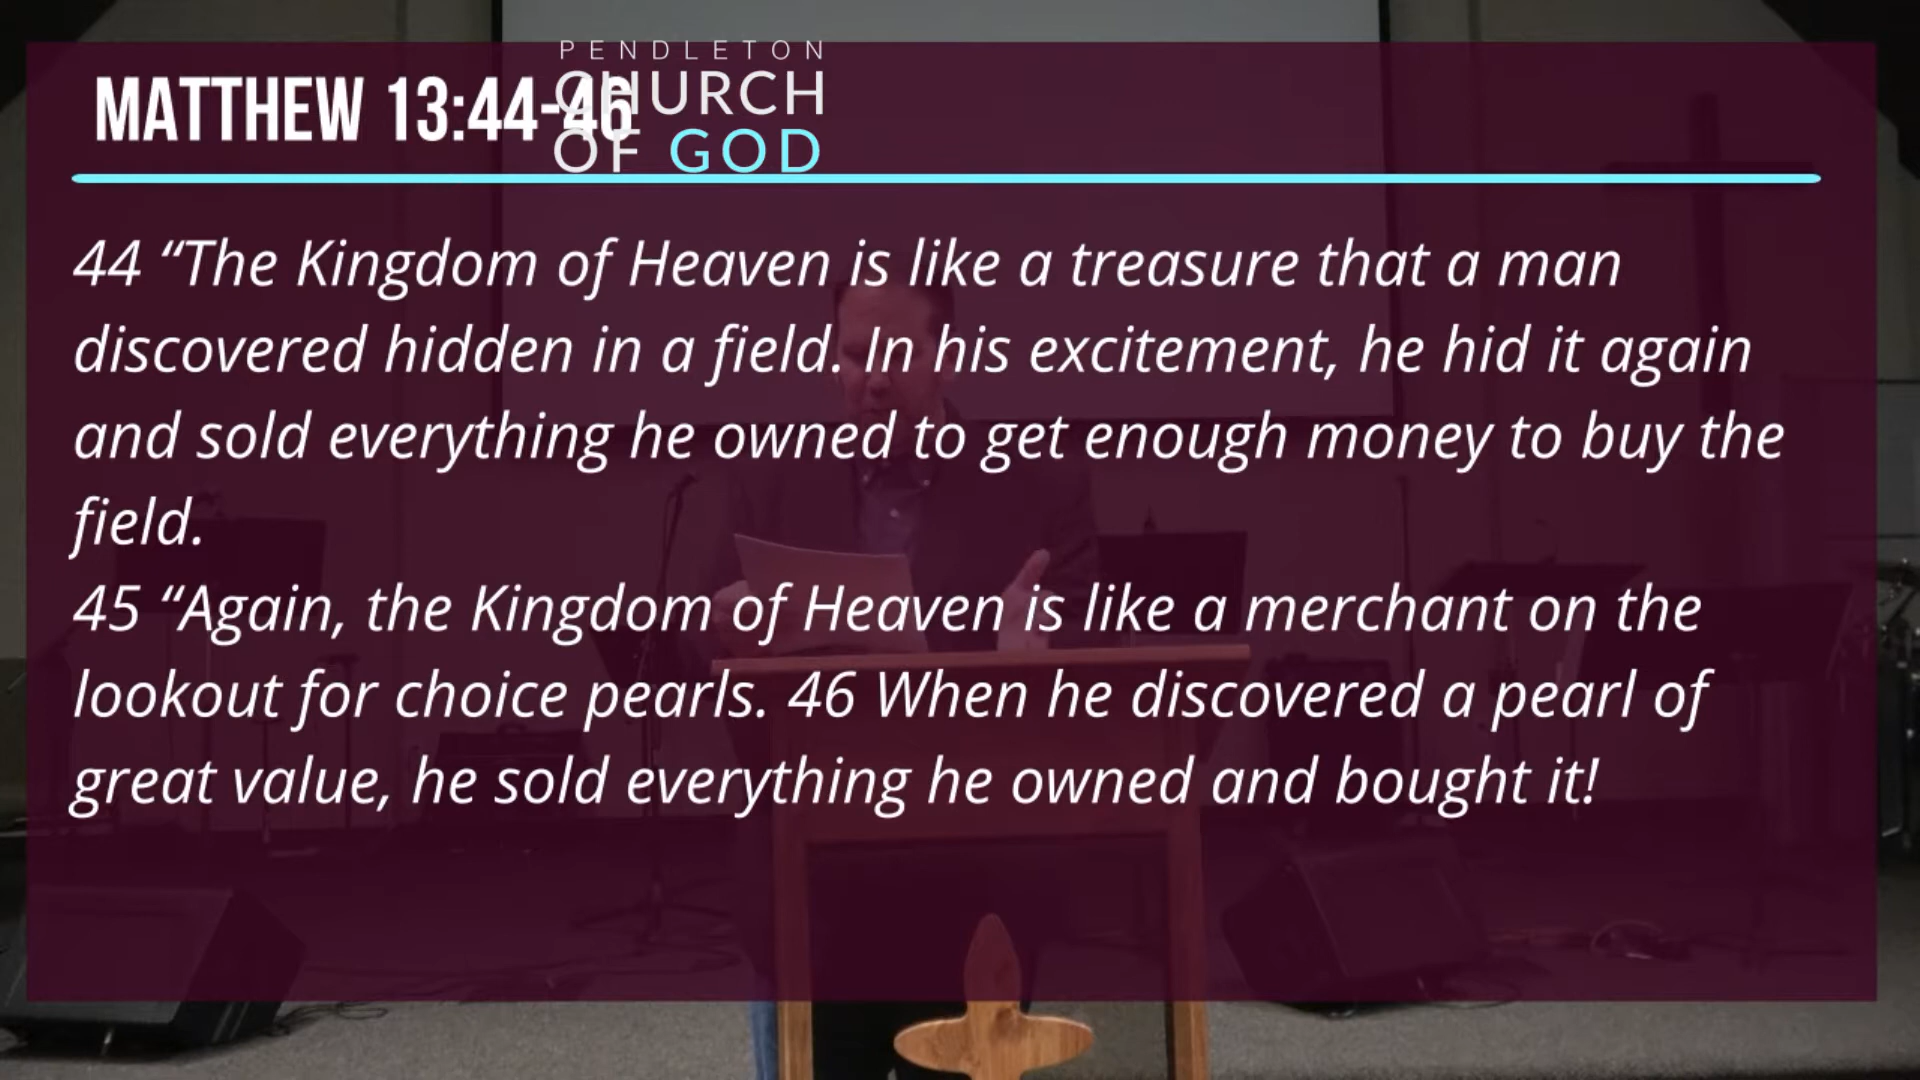 PENDLETON
CHURCH
OF GOD
MATTHEW 13:44-46
44 “The Kingdom of Heaven is like a treasure that a man
discovered hidden in a field. In his excitement, he hid it again
and sold everything he owned to get enough money to buy the
field.
45 “Again, the Kingdom of Heaven is like a merchant on the
lookout for choice pearls. 46 When he discovered a pearl of
great value, he sold everything he owned and bought it!